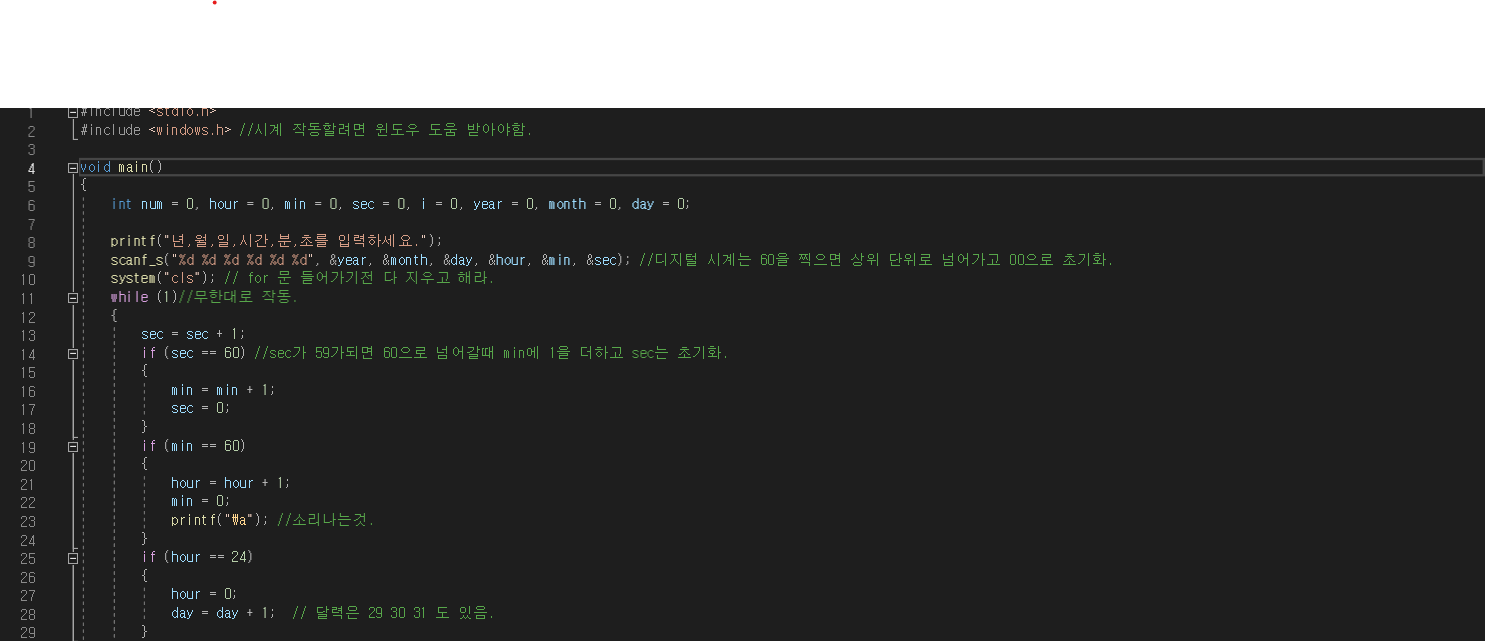 1 #include <stdio.h>
2 #include <windows.h> //시계 작동할려면 윈도우 도움 받아야함.
3
4 void main()
5 {
6 int num = 0, hour = 0, min = 0, sec = 0, i = 0, year = 0, month = 0, day = 0;
7
8 printf("년,월,일,시간,분,초를 입력하세요.");
9 scanf_s("%d %d %d %d %d %d", &year, &month, &day, &hour, &min, &sec); //디지털 시계는 60을 찍으면 상위 단위로 넘어가고 00으로 초기화.
10 system("cls"); // for 문 들어가기전 다 지우고 해라.
11 while (1)//무한대로 작동.
12 {
13 sec = sec + 1;
14 if (sec == 60) //sec가 59가되면 60으로 넘어갈때 min에 1을 더하고 sec는 초기화.
15 {
16 min = min + 1;
17 sec = 0;
18 }
19 if (min == 60)
20 {
21 hour = hour + 1;
22 min = 0;
23 printf("₩a"); //소리나는것.
24 }
25 if (hour == 24)
26 {
27 hour = 0;
28 day = day + 1; // 달력은 29 30 31 도 있음.
29 }